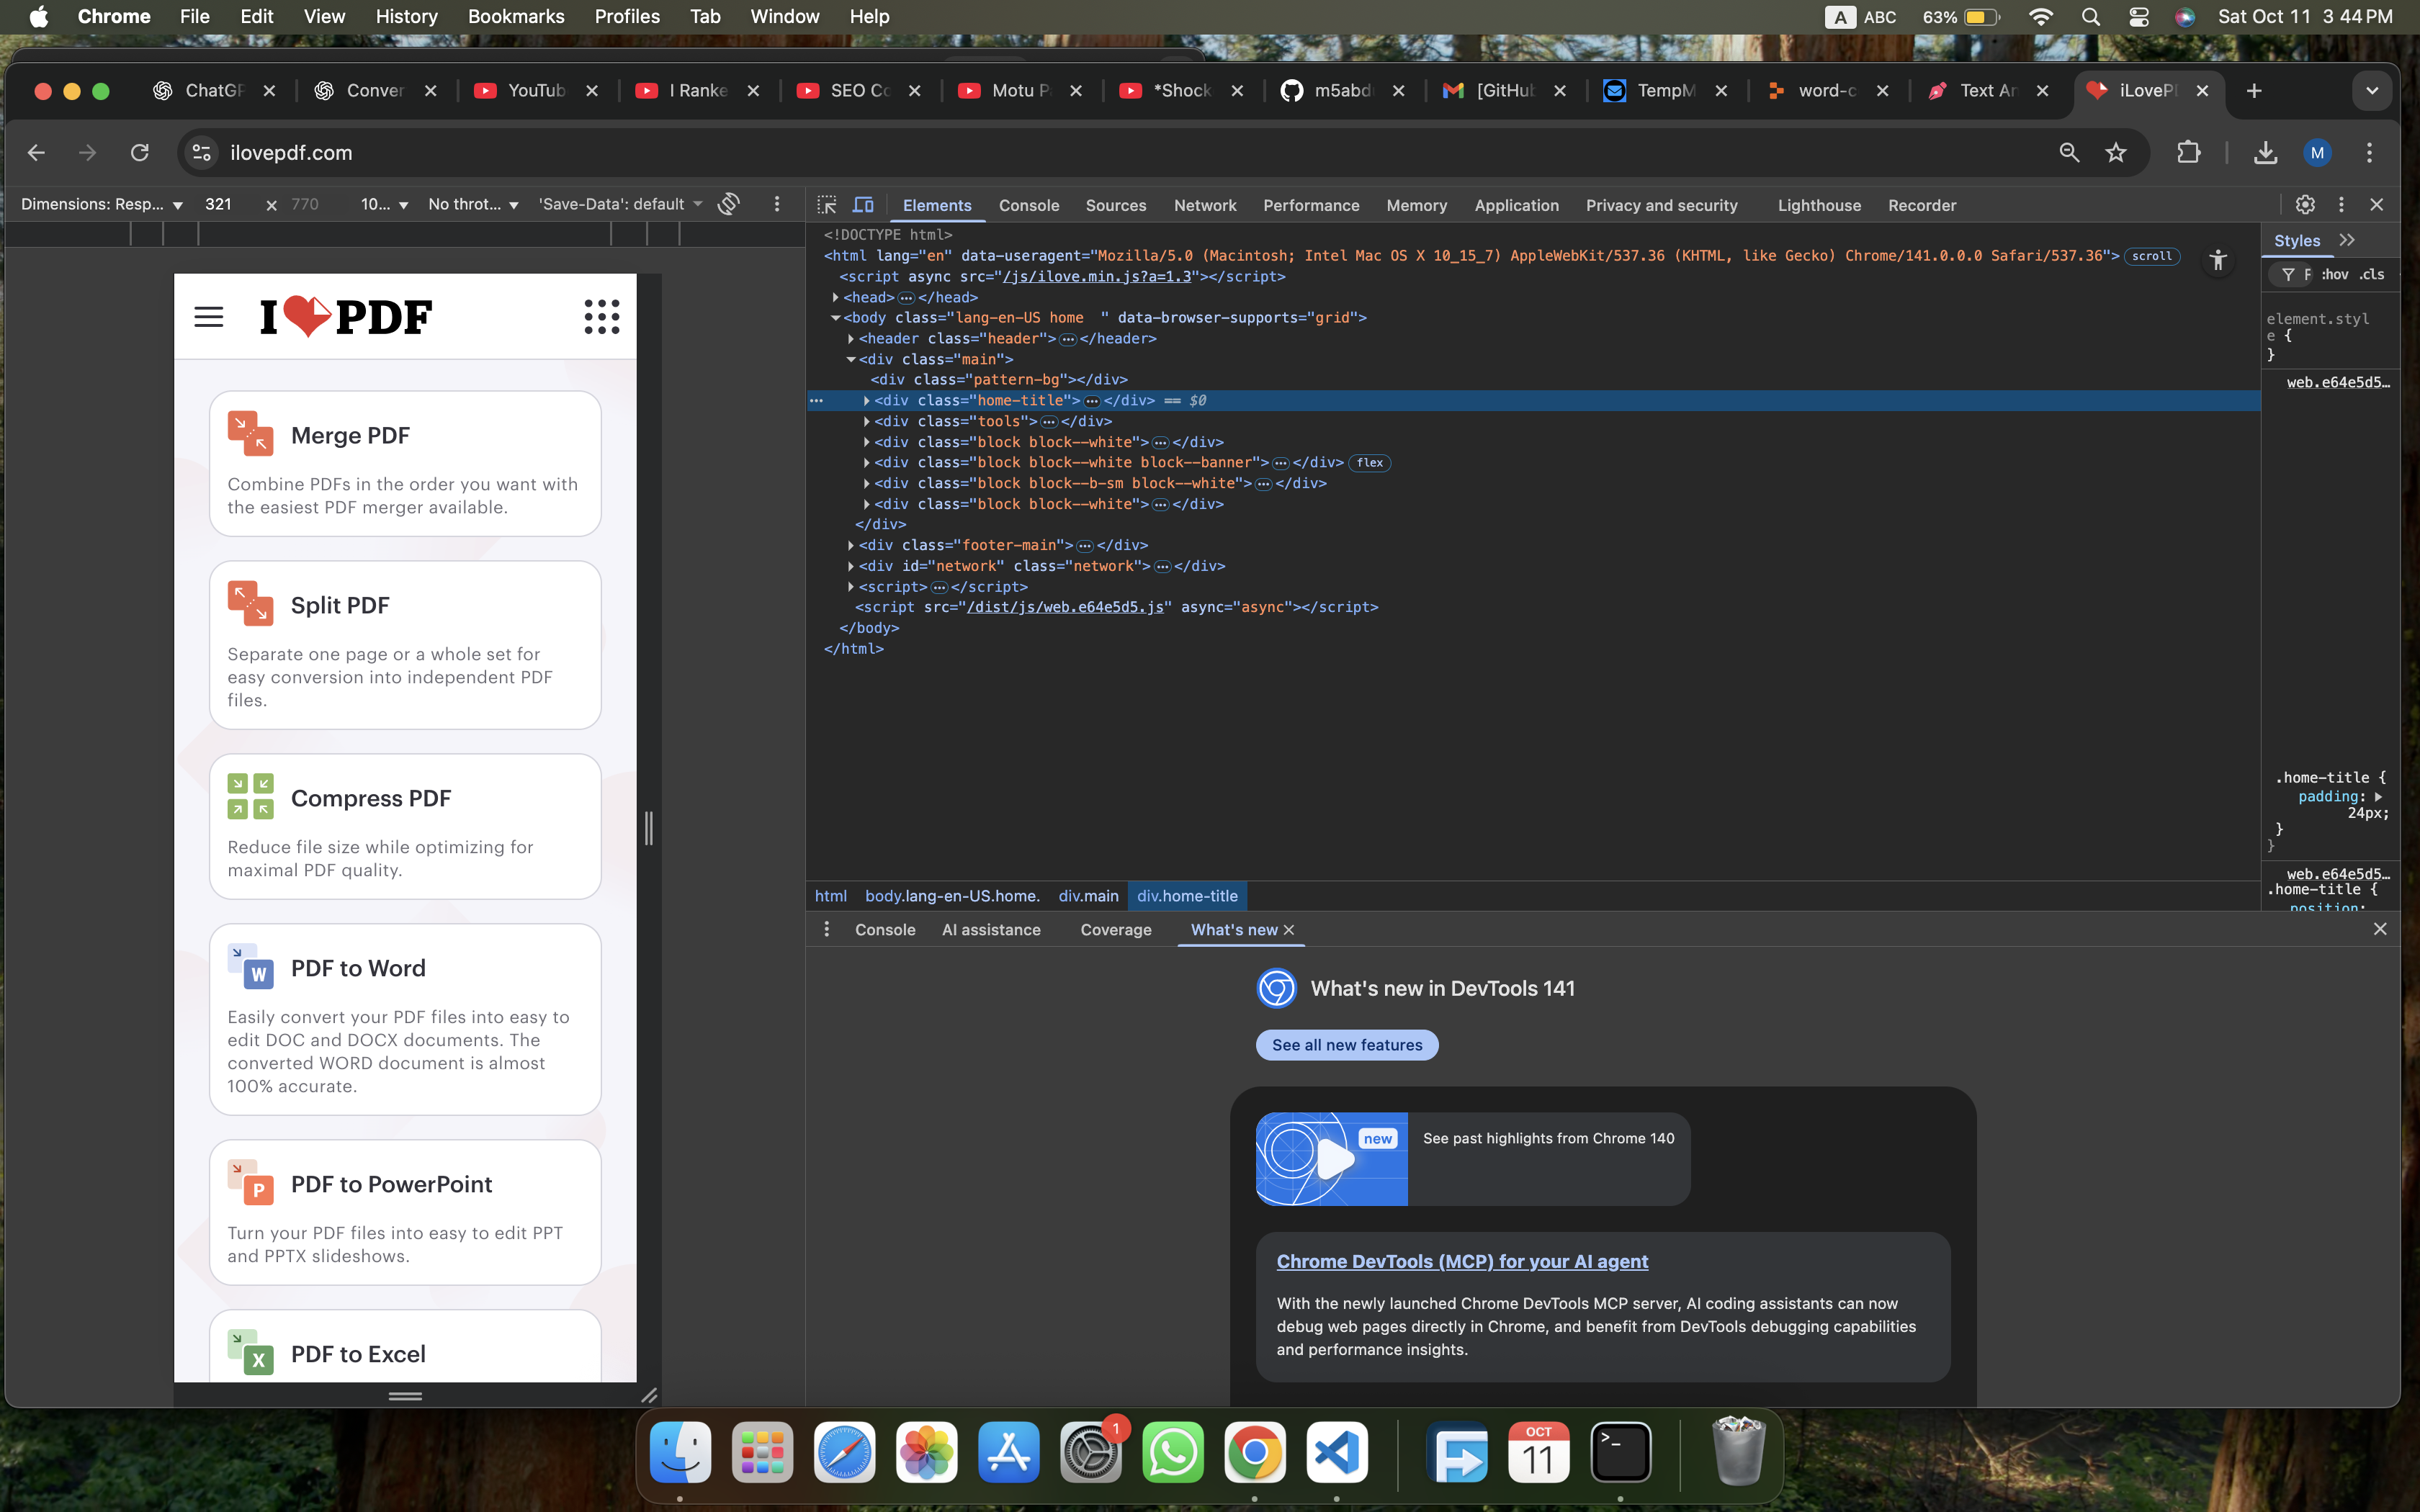 Chrome File Edit View History Bookmarks Profiles Tab Window Help A ABC 63% Sat Oct 11 3 44 PM
ChatGP Conver YouTub I Ranke SEO Co Motu P *Shock m5abd [GitHub TempM word-c Text Ar iLoveP
ilovepdf.com M
Dimensions: Resp... 321 × 770 10... No throt... 'Save-Data': default
Elements Console Sources Network Performance Memory Application Privacy and security Lighthouse Recorder
I PDF
Merge PDF
Combine PDFs in the order you want with
the easiest PDF merger available.
Split PDF
Separate one page or a whole set for
easy conversion into independent PDF
files.
Compress PDF
Reduce file size while optimizing for
maximal PDF quality.
W
PDF to Word
Easily convert your PDF files into easy to
edit DOC and DOCX documents. The
converted WORD document is almost
100% accurate.
P
PDF to PowerPoint
Turn your PDF files into easy to edit PPT
and PPTX slideshows.
X
PDF to Excel
<!DOCTYPE html>
<html lang="en" data-useragent="Mozilla/5.0 (Macintosh; Intel Mac OS X 10_15_7) AppleWebKit/537.36 (KHTML, like Gecko) Chrome/141.0.0.0 Safari/537.36"> scroll
<script async src="/js/ilove.min.js?a=1.3"></script>
<head>…</head>
<body class="lang-en-US home  " data-browser-supports="grid">
<header class="header">…</header>
<div class="main">
<div class="pattern-bg"></div>
… <div class="home-title">…</div> == $0
<div class="tools">…</div>
<div class="block block--white">…</div>
<div class="block block--white block--banner">…</div> flex
<div class="block block--b-sm block--white">…</div>
<div class="block block--white">…</div>
</div>
<div class="footer-main">…</div>
<div id="network" class="network">…</div>
<script>…</script>
<script src="/dist/js/web.e64e5d5.js" async="async"></script>
</body>
</html>
html body.lang-en-US.home. div.main div.home-title
Styles
F :hov .cls
element.styl
e {
}
web.e64e5d5…
.home-title {
padding:
24px;
}
}
web.e64e5d5…
.home-title {
position:
Console AI assistance Coverage What's new
What's new in DevTools 141
See all new features
new
See past highlights from Chrome 140
Chrome DevTools (MCP) for your AI agent
With the newly launched Chrome DevTools MCP server, AI coding assistants can now
debug web pages directly in Chrome, and benefit from DevTools debugging capabilities
and performance insights.
1
OCT
11
>_